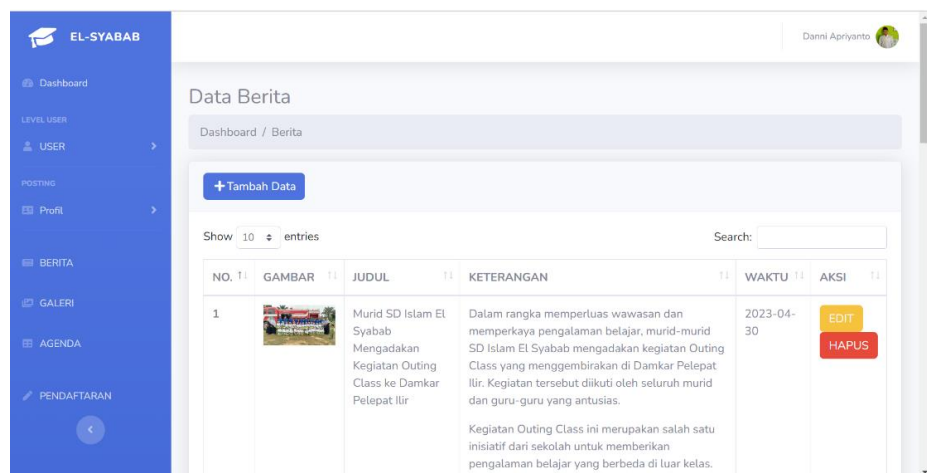 EL-SYABAB
Danni Apriyanto
Dashboard
LEVEL USER
USER
POSTING
Profil
BERITA
GALERI
AGENDA
PENDAFTARAN
Data Berita
Dashboard / Berita
+Tambah Data
Show 10 entries
Search:
NO. GAMBAR JUDUL KETERANGAN WAKTU AKSI
1
Murid SD Islam El
Syabab
Mengadakan
Kegiatan Outing
Class ke Damkar
Pelepat Ilir
Dalam rangka memperluas wawasan dan
memperkaya pengalaman belajar, murid-murid
SD Islam El Syabab mengadakan kegiatan Outing
Class yang menggembirakan di Damkar Pelepat
Ilir. Kegiatan tersebut diikuti oleh seluruh murid
dan guru-guru yang antusias.
Kegiatan Outing Class ini merupakan salah satu
inisiatif dari sekolah untuk memberikan
pengalaman belajar yang berbeda di luar kelas.
2023-04-
30
EDIT
HAPUS